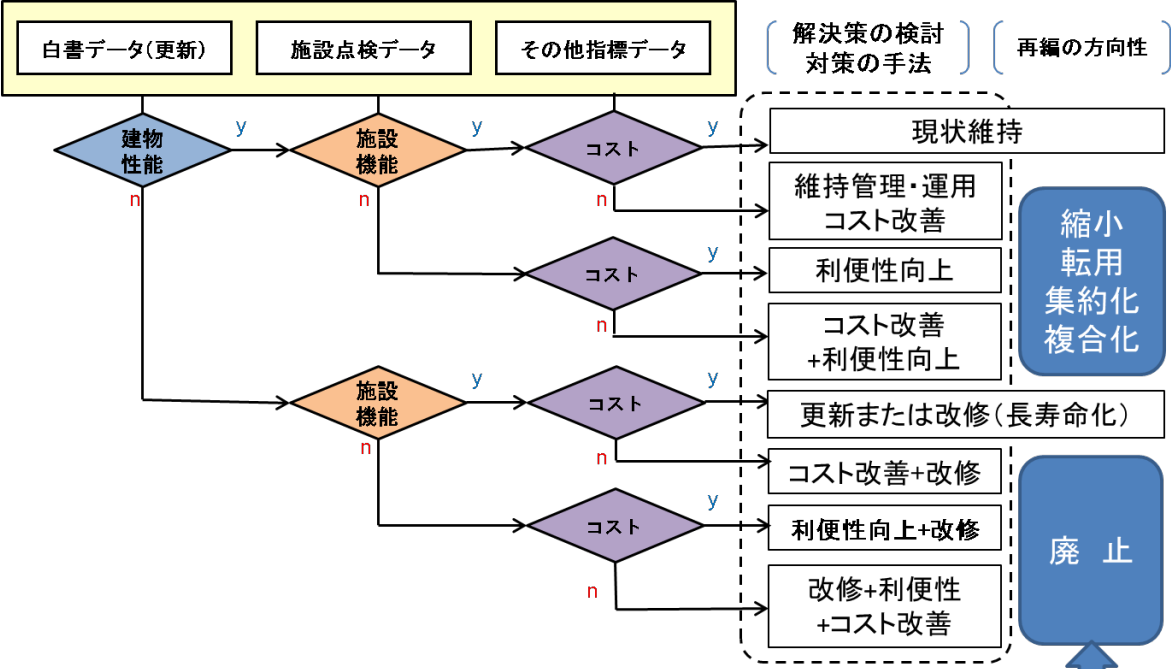 白書データ(更新)
施設点検データ
その他指標データ
解決策の検討
対策の手法
再編の方向性
建物
性能
y
n
施設
機能
y
n
コスト
y
n
現状維持
維持管理・運用
コスト改善
コスト
y
n
利便性向上
コスト改善
+利便性向上
縮小
転用
集約化
複合化
施設
機能
y
n
コスト
y
n
更新または改修(長寿命化)
コスト改善+改修
コスト
y
n
利便性向上+改修
改修+利便性
+コスト改善
廃 止